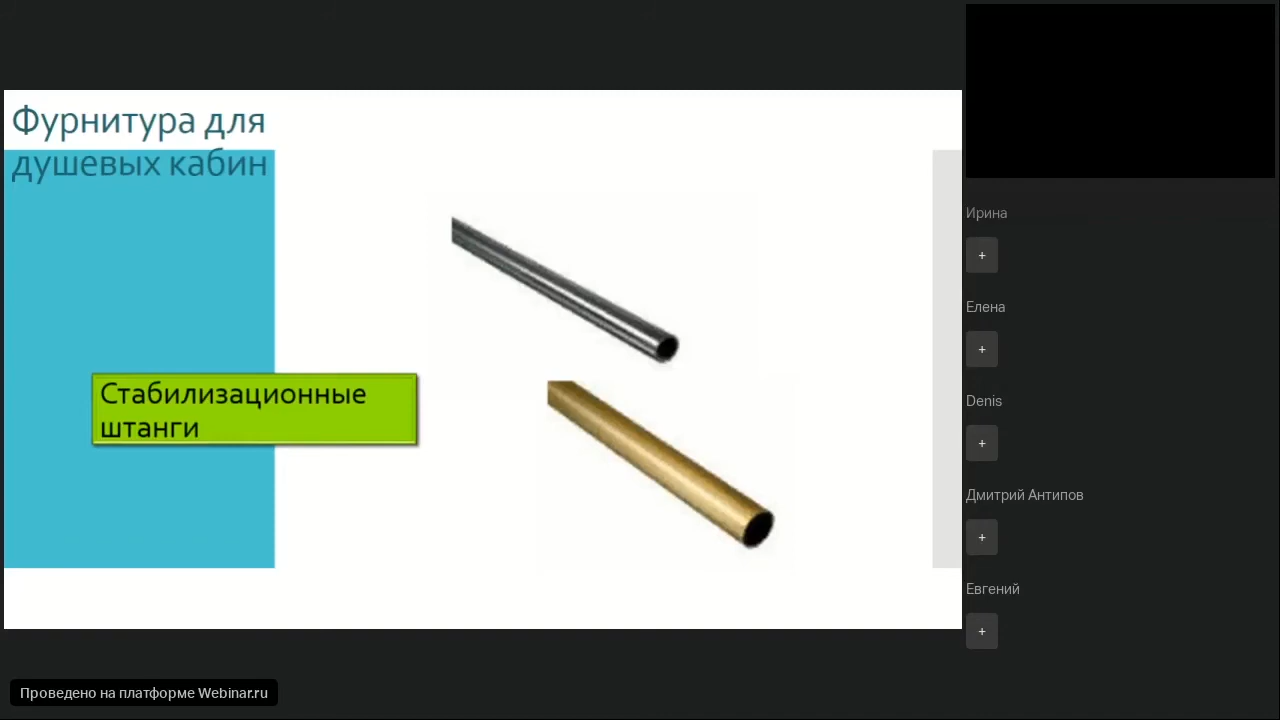 Фурнитура для
душевых кабин
Стабилизационные
штанги
Ирина
+
Елена
+
Denis
+
Дмитрий Антипов
+
Евгений
+
Проведено на платформе Webinar.ru